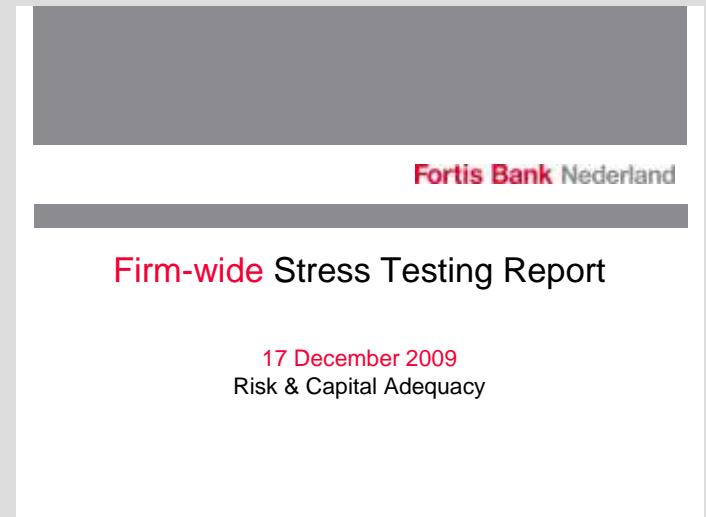 Fortis Bank Nederland
Firm-wide Stress Testing Report
17 December 2009
Risk & Capital Adequacy